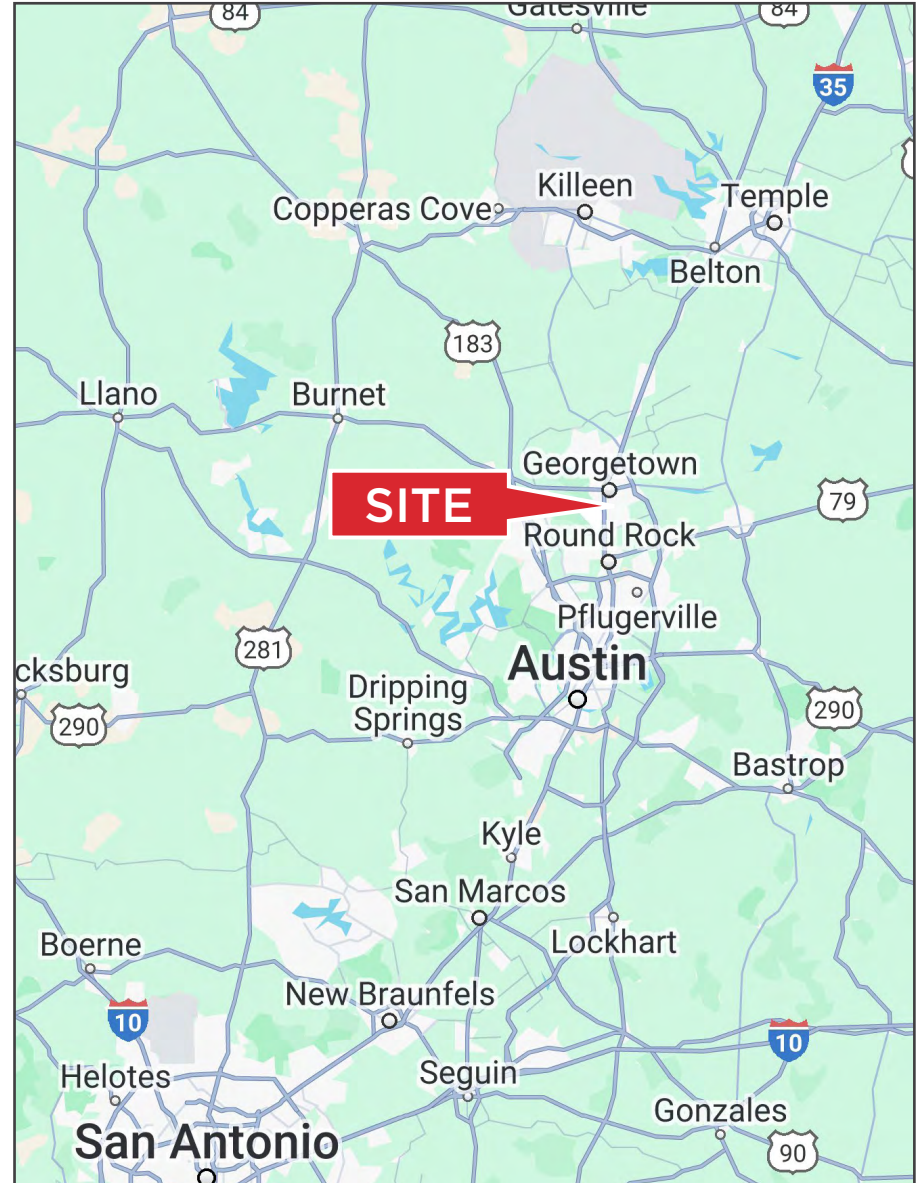 84
Gatesville
84
35
Killeen
Temple
Copperas Cove
Belton
183
Llano
Burnet
Georgetown
SITE
79
Round Rock
Pflugerville
281
Austin
cksburg
Dripping
Springs
290
290
Bastrop
Kyle
San Marcos
Lockhart
Boerne
New Braunfels
10
10
Helotes
Seguin
Gonzales
San Antonio
90